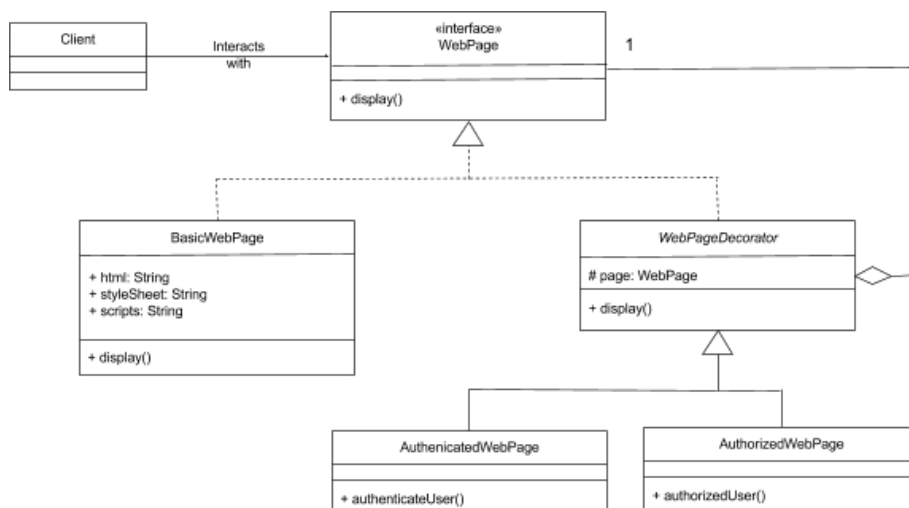 Client
Interacts
with
«interface»
WebPage
1
+ display()
BasicWebPage
+ html: String
+ styleSheet: String
+ scripts: String
+ display()
WebPageDecorator
# page: WebPage
+ display()
AuthenicatedWebPage
+ authenticateUser()
AuthorizedWebPage
+ authorizedUser()